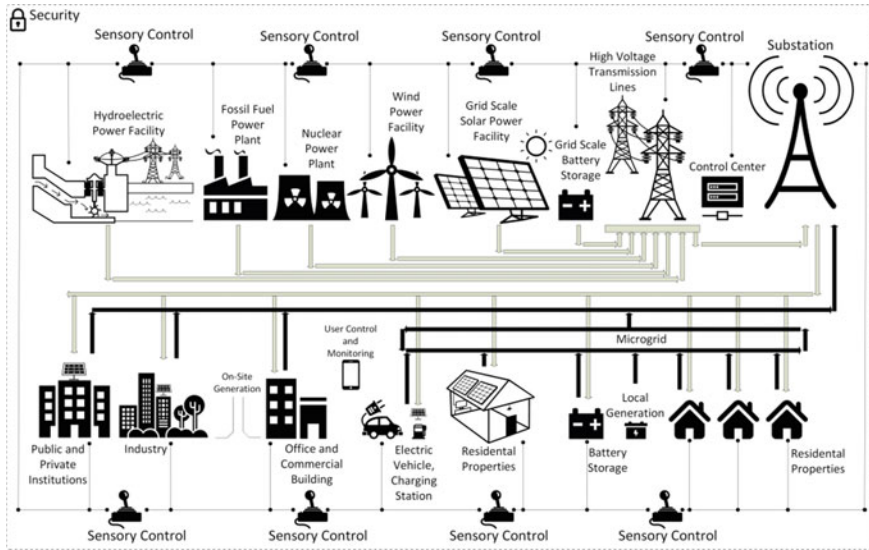 Security
Sensory Control
Sensory Control
Sensory Control
Sensory Control
Substation
High Voltage
Transmission
Lines
Hydroelectric
Power Facility
Fossil Fuel
Power
Plant
Nuclear
Power
Plant
Wind
Power
Facility
Grid Scale
Solar Power
Facility
Grid Scale
Battery
Storage
Control Center
User Control
and
Monitoring
Microgrid
On-Site
Generation
Local
Generation
Public and
Private
Institutions
Industry
Office and
Commercial
Building
Electric
Vehicle,
Charging
Station
Residental
Properties
Battery
Storage
Residental
Properties
Sensory Control
Sensory Control
Sensory Control
Sensory Control